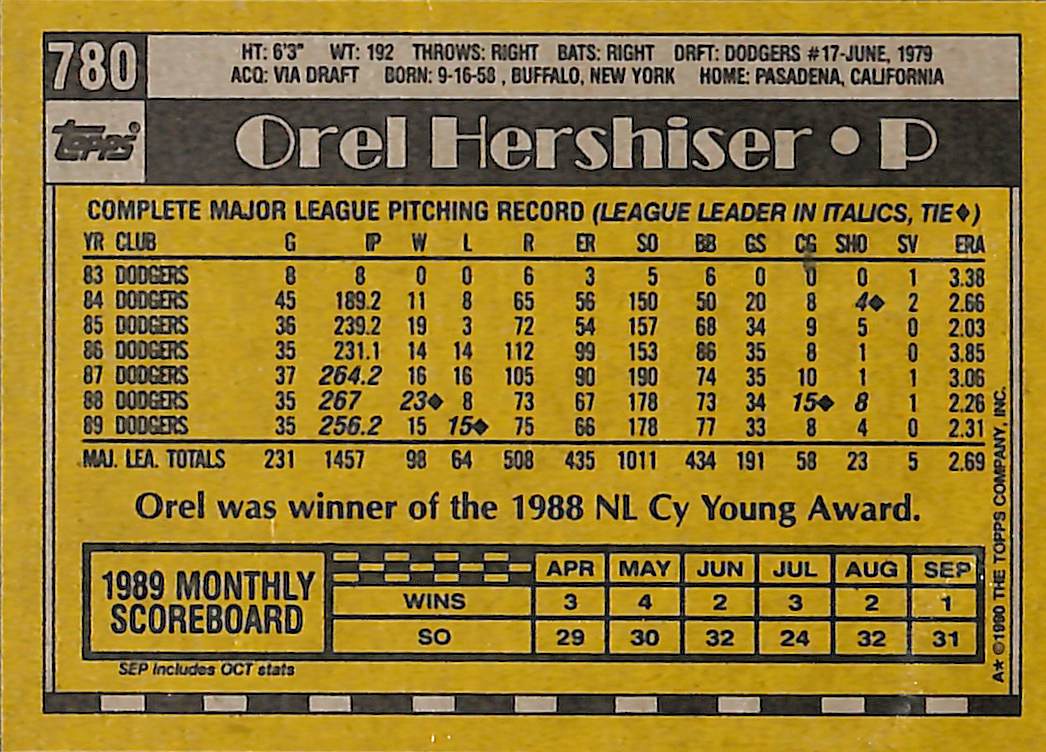 780
HT: 6'3" WT: 192 THROWS: RIGHT BATS: RIGHT DRFT: DODGERS #17-JUNE, 1979
ACQ: VIA DRAFT BORN: 9-16-58 , BUFFALO, NEW YORK HOME: PASADENA, CALIFORNIA
Topps®
Orel Hershiser • P
COMPLETE MAJOR LEAGUE PITCHING RECORD (LEAGUE LEADER IN ITALICS, TIE♦)
YR CLUB G IP W L R ER SO BB GS CG SHO SV ERA
83 DODGERS 8 8 0 0 6 3 5 6 0 0 0 1 3.38
84 DODGERS 45 189.2 11 8 65 56 150 50 20 8 4♦ 2 2.66
85 DODGERS 36 239.2 19 3 72 54 157 68 34 9 5 0 2.03
86 DODGERS 35 231.1 14 14 112 99 153 86 35 8 1 0 3.85
87 DODGERS 37 264.2 16 16 105 90 190 74 35 10 1 1 3.06
88 DODGERS 35 267 23♦ 8 73 67 178 73 34 15♦ 8 1 2.26
89 DODGERS 35 256.2 15 15♦ 75 66 178 77 33 8 4 0 2.31
MAJ. LEA. TOTALS 231 1457 98 64 508 435 1011 434 191 58 23 5 2.69
Orel was winner of the 1988 NL Cy Young Award.
1989 MONTHLY
SCOREBOARD
APR MAY JUN JUL AUG SEP
WINS 3 4 2 3 2 1
SO 29 30 32 24 32 31
SEP Includes OCT stats
A* ©1990 THE TOPPS COMPANY, INC.